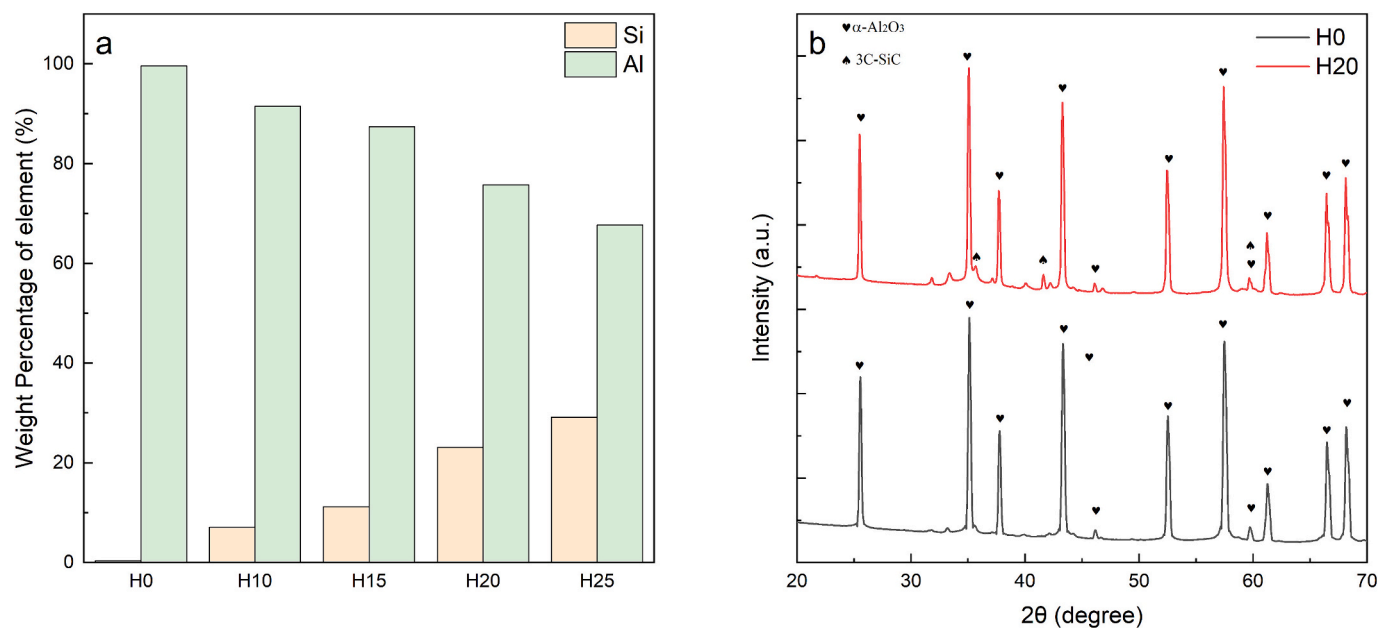 a
Si
Al
Weight Percentage of element (%)
100
80
60
40
20
0
H0 H10 H15 H20 H25
b
α-Al₂O₃
3C-SiC
H0
H20
Intensity (a.u.)
20 30 40 50 60 70
2θ (degree)